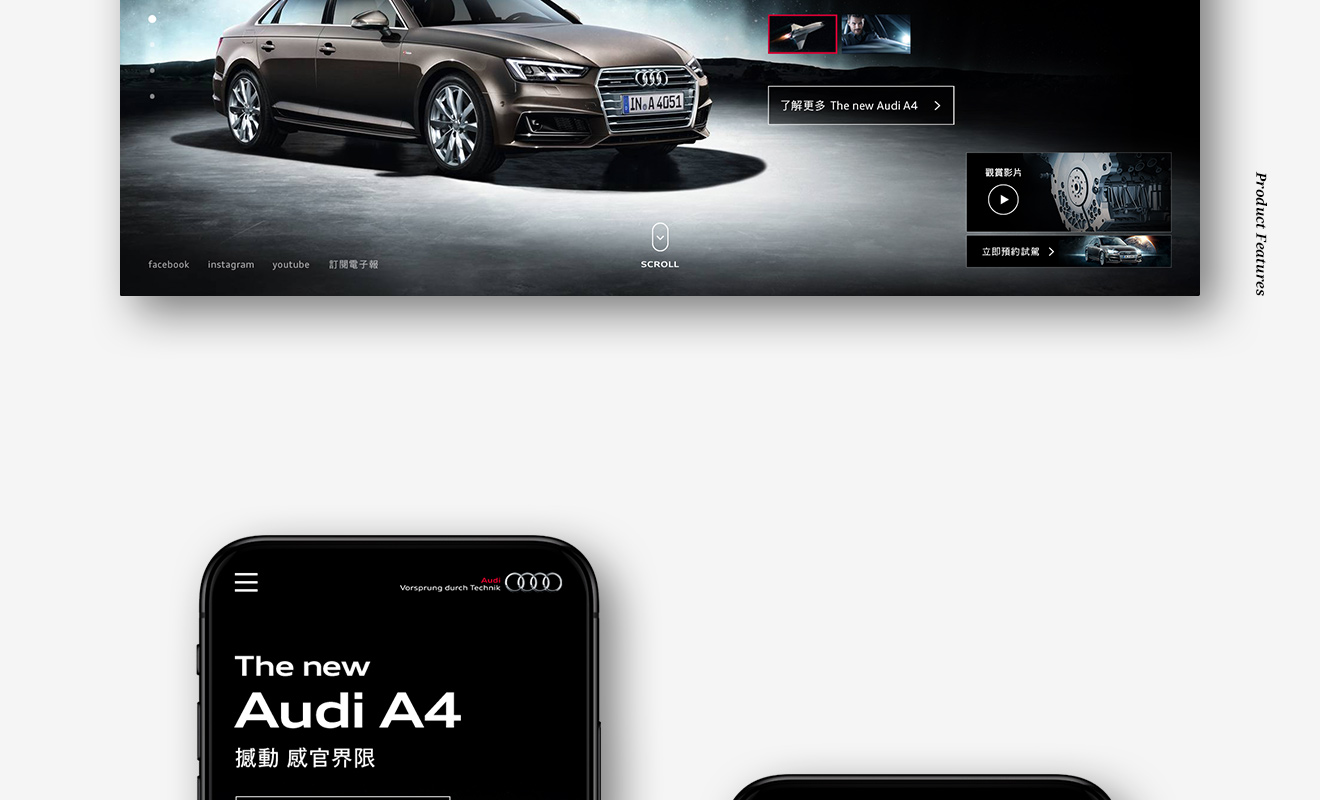 IN A 4051
了解更多 The new Audi A4
觀賞影片
立即預約試駕
facebook instagram youtube 訂閱電子報
SCROLL
Product Features
Audi
Vorsprung durch Technik
The new
Audi A4
撼動 感官界限